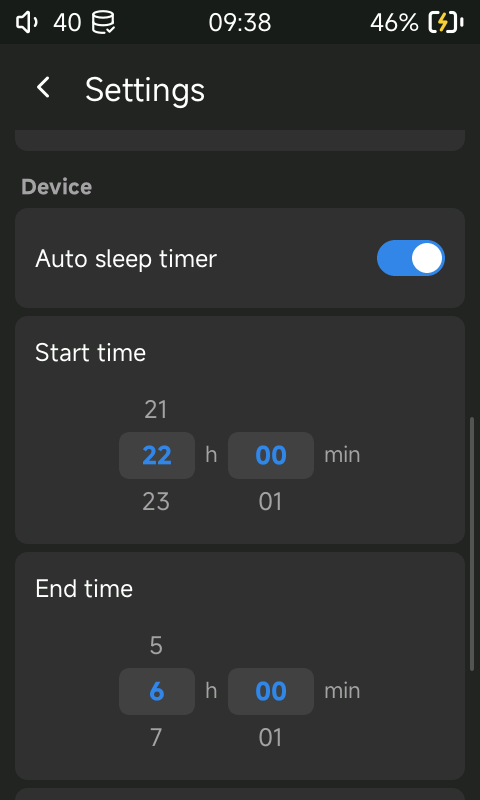 40 09:38 46%
Settings
Device
Auto sleep timer
Start time
21
22 h 00 min
23 01
End time
5
6 h 00 min
7 01